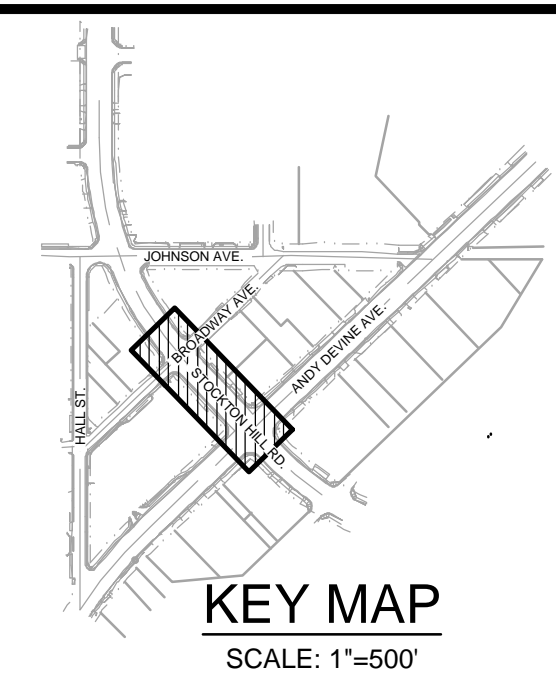 JOHNSON AVE.
BROADWAY AVE.
ANDY DEVINE AVE.
STOCKTON HILL RD.
HALL ST.
KEY MAP
SCALE: 1"=500'